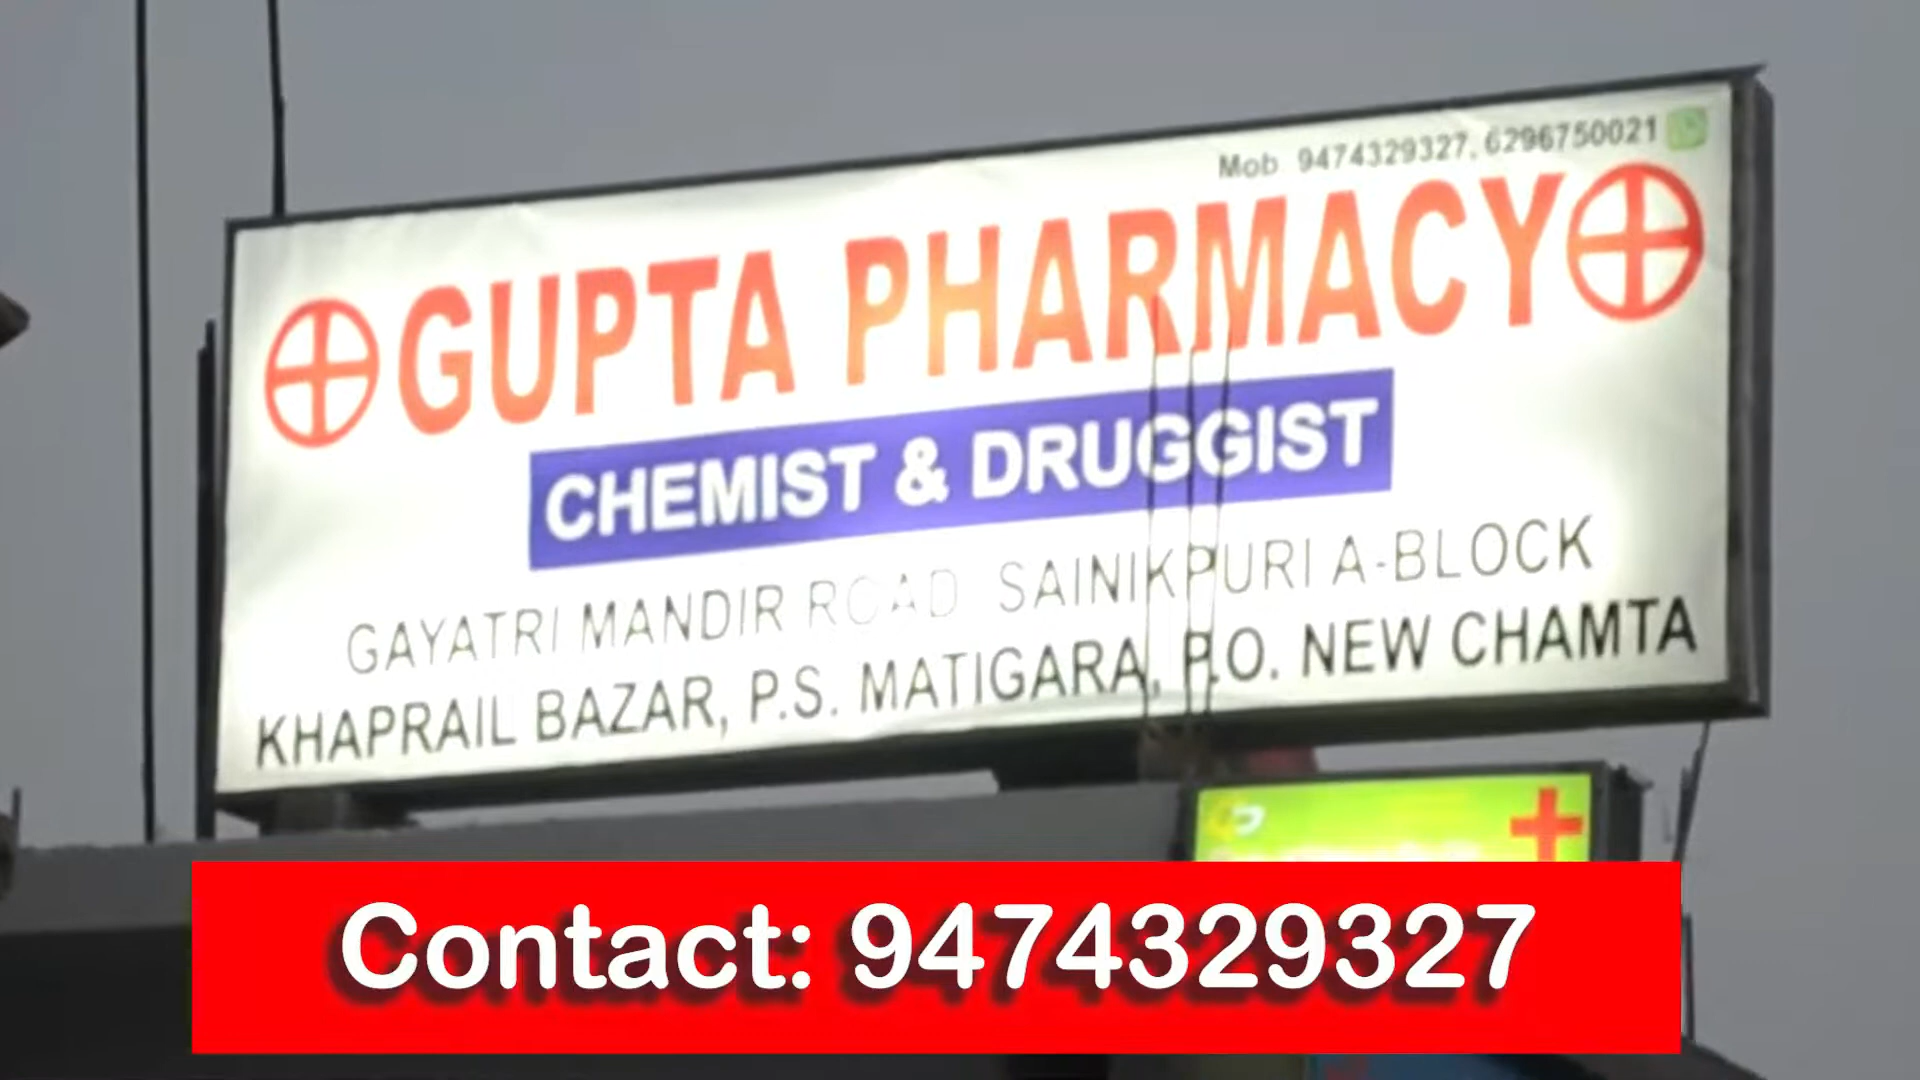 Mob 9474329327, 6296750021
GUPTA PHARMACY
CHEMIST & DRUGGIST
GAYATRI MANDIR ROAD SAINIKPURI A-BLOCK
KHAPRAIL BAZAR, P.S. MATIGARA, P.O. NEW CHAMTA
Contact: 9474329327